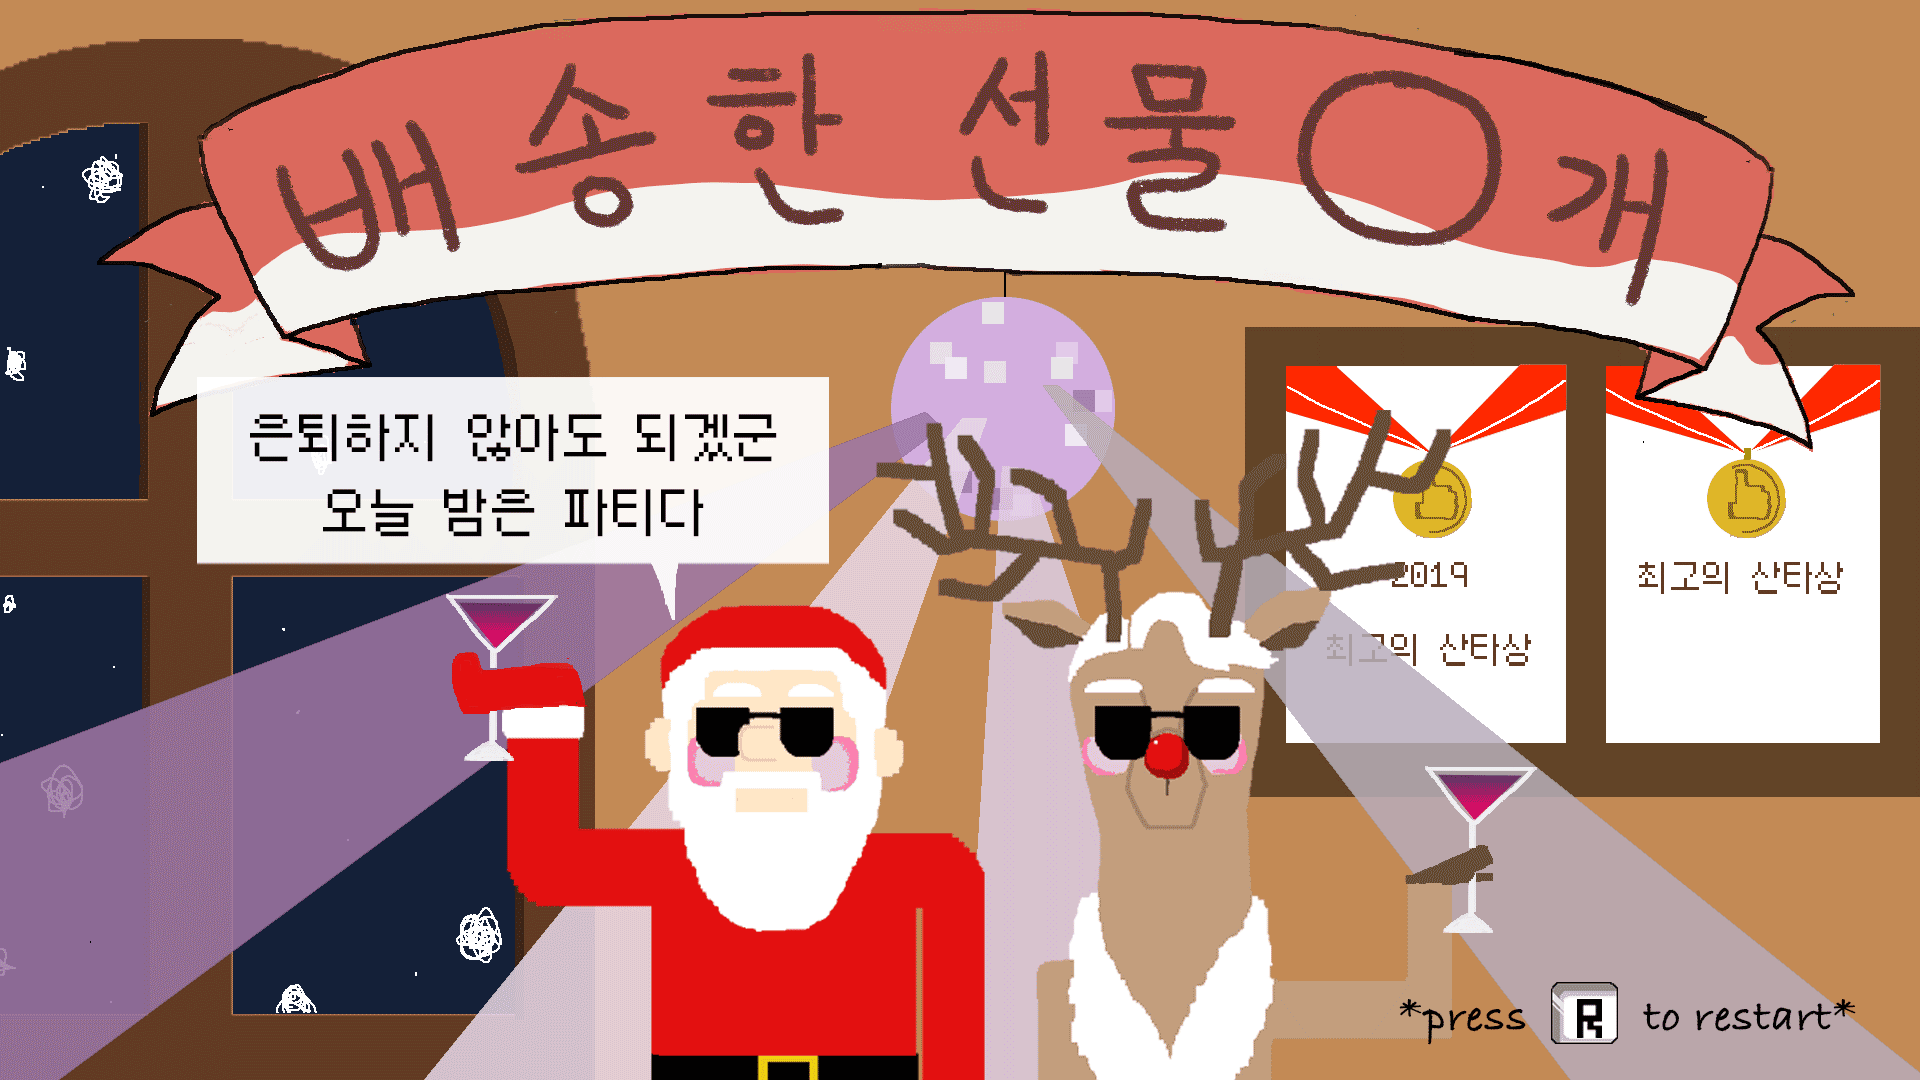 배송한 선물 ○개
은퇴하지 않아도 되겠군
오늘 밤은 파티다
2019
최고의 산타상
최고의 산타상
*press R to restart*